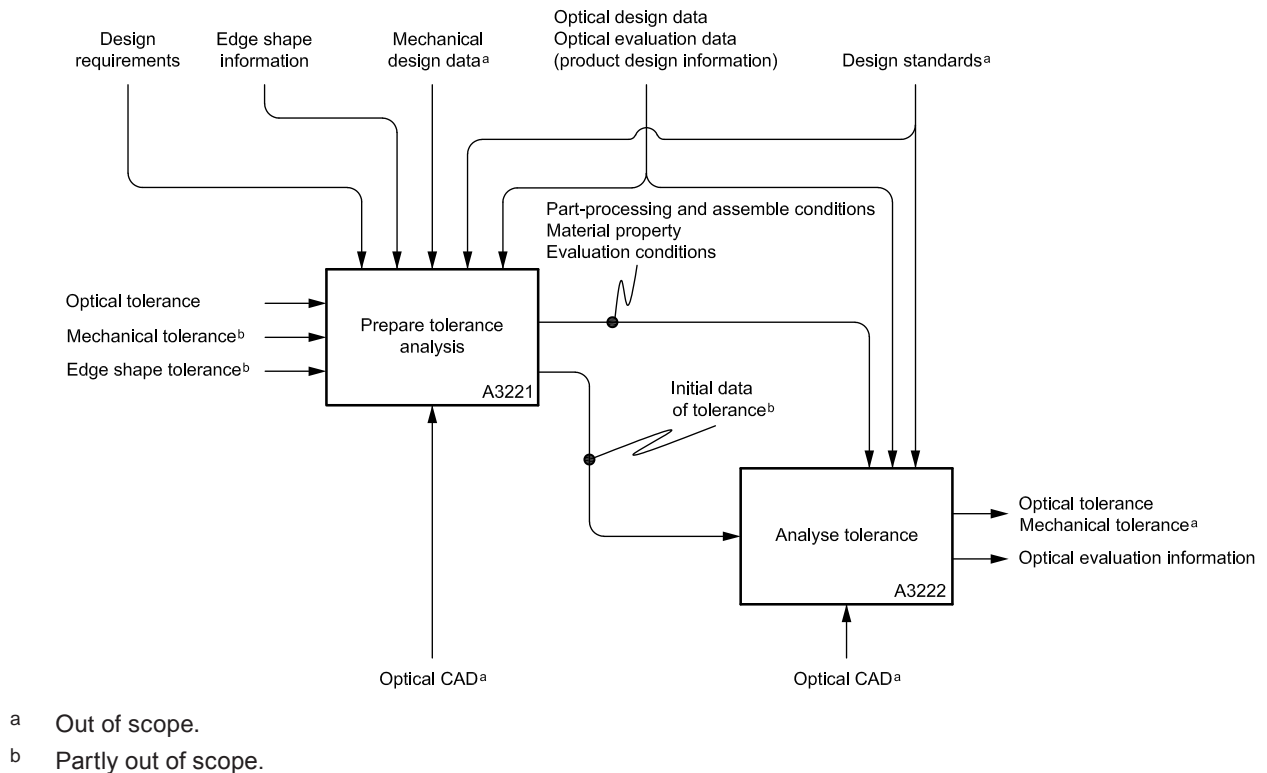 Design
requirements
Edge shape
information
Mechanical
design dataa
Optical design data
Optical evaluation data
(product design information)
Design standardsa
Part-processing and assemble conditions
Material property
Evaluation conditions
Optical tolerance
Mechanical toleranceb
Edge shape toleranceb
Prepare tolerance
analysis
A3221
Initial data
of toleranceb
Analyse tolerance
A3222
Optical tolerance
Mechanical tolerancea
Optical evaluation information
Optical CADa
Optical CADa
a Out of scope.
b Partly out of scope.